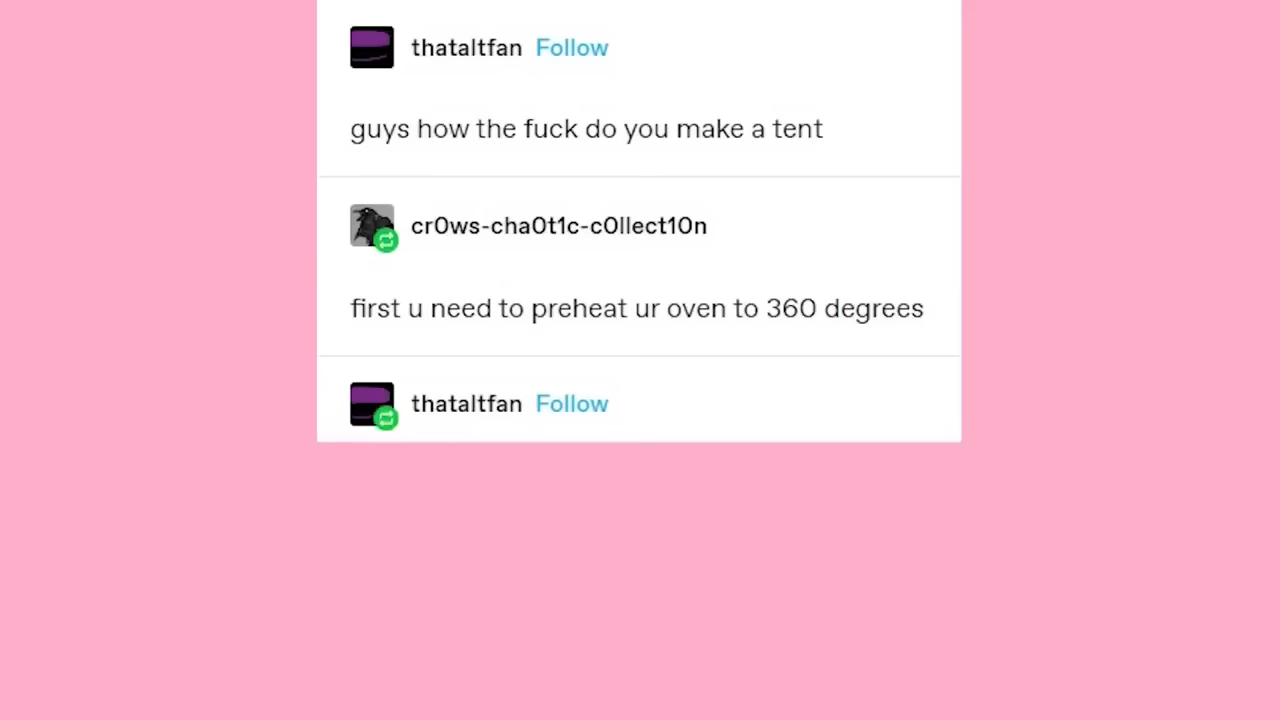 thataltfan Follow
guys how the fuck do you make a tent
cr0ws-cha0t1c-c0llect10n
first u need to preheat ur oven to 360 degrees
thataltfan Follow